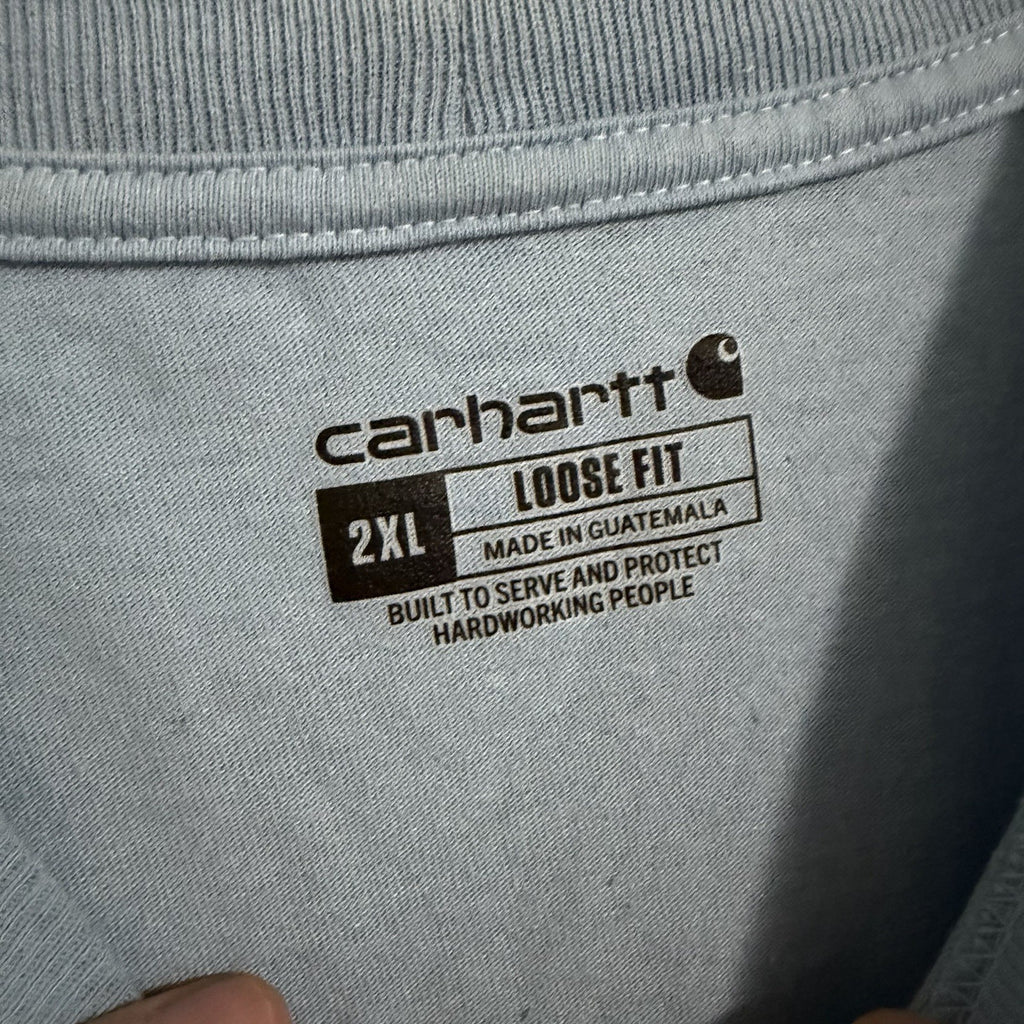 carhartt
2XL
LOOSE FIT
MADE IN GUATEMALA
BUILT TO SERVE AND PROTECT
HARDWORKING PEOPLE